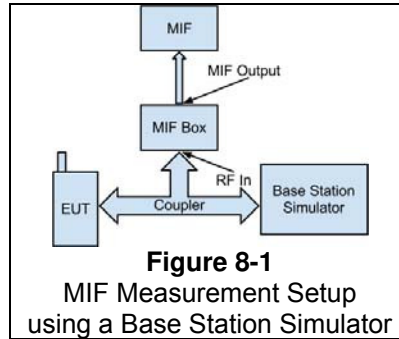 MIF
MIF Output
MIF Box
RF In
EUT
Coupler
Base Station
Simulator
Figure 8-1
MIF Measurement Setup
using a Base Station Simulator